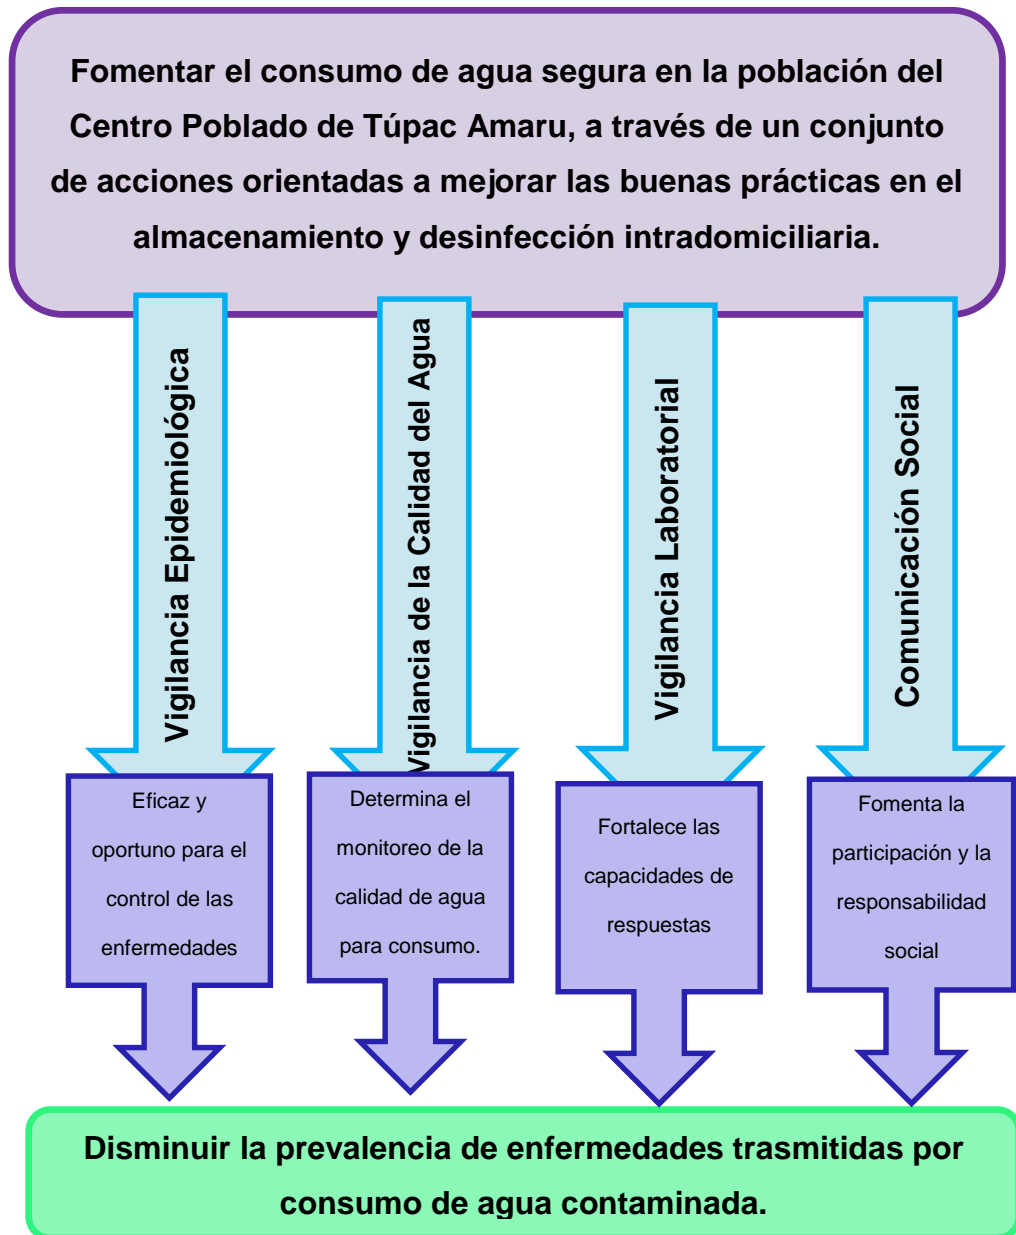 Fomentar el consumo de agua segura en la población del
Centro Poblado de Túpac Amaru, a través de un conjunto
de acciones orientadas a mejorar las buenas prácticas en el
almacenamiento y desinfección intradomiciliaria.
Vigilancia Epidemiológica
Vigilancia de la Calidad del Agua
Vigilancia Laboratorial
Comunicación Social
Eficaz y
oportuno para el
control de las
enfermedades
Determina el
monitoreo de la
calidad de agua
para consumo.
Fortalece las
capacidades de
respuestas
Fomenta la
participación y la
responsabilidad
social
Disminuir la prevalencia de enfermedades trasmitidas por
consumo de agua contaminada.